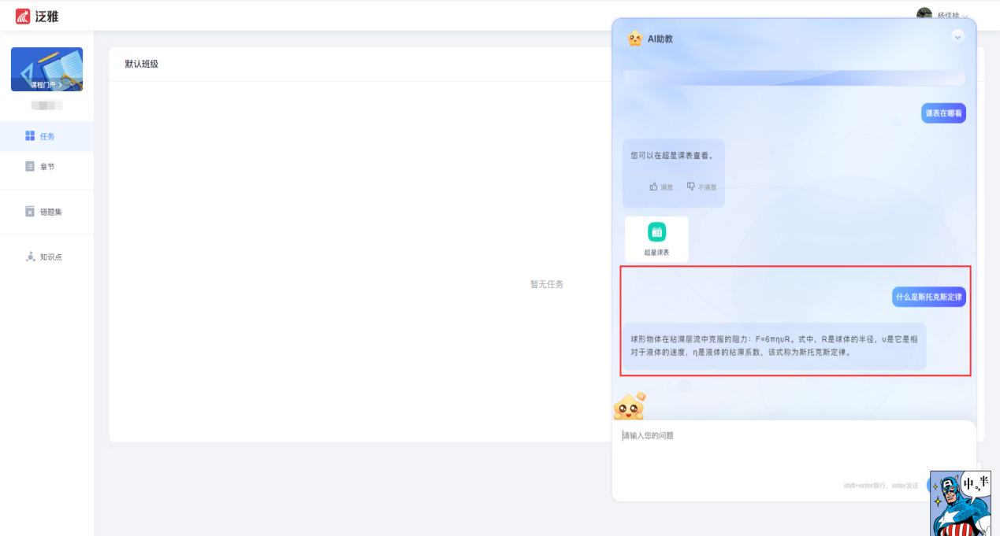 泛雅
杨佳栓
课程门户 >
任务
章节
错题集
知识点
默认班级
暂无任务
AI助教
课表在哪看
您可以在超星课表查看。
满意 不满意
超星课表
什么是斯托克斯定律
球形物体在粘滞层流中克服的阻力：F=6πηυR。式中，R是球体的半径，υ是它是相
对于液体的速度，η是液体的粘滞系数，该式称为斯托克斯定律。
请输入您的问题
shift+enter换行，enter发送
中 半